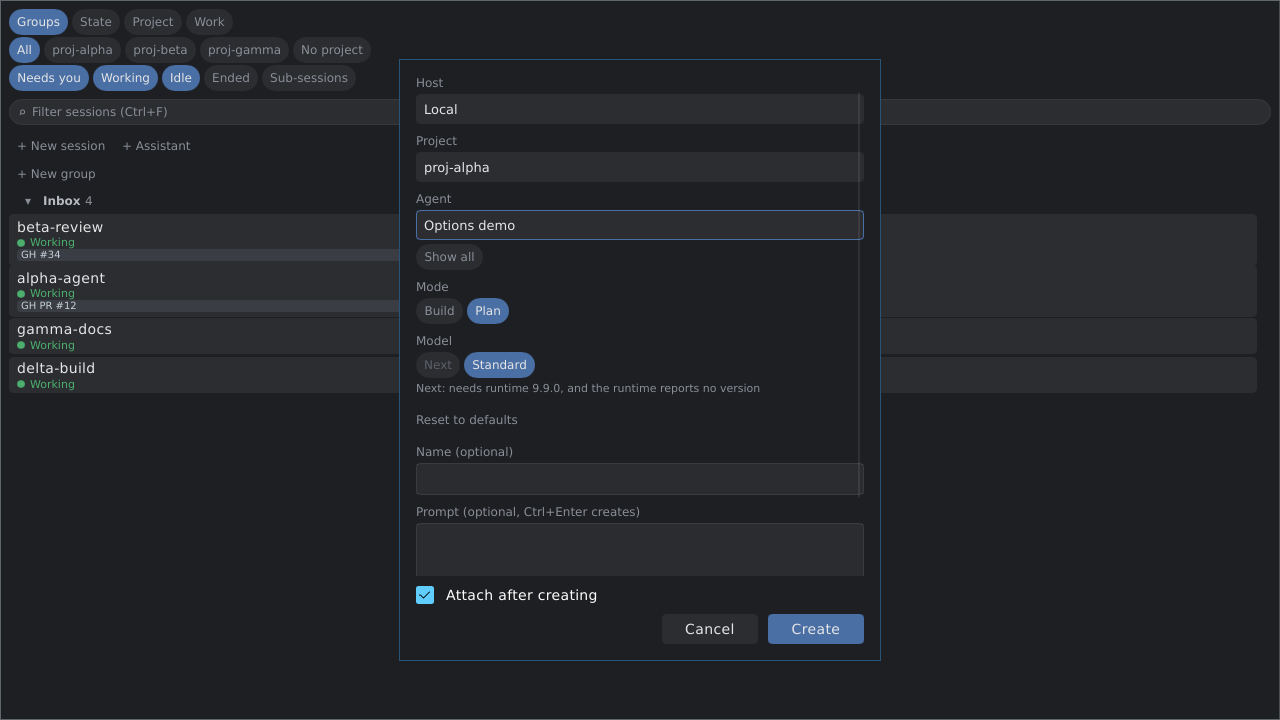 Groups State Project Work
All proj-alpha proj-beta proj-gamma No project
Needs you Working Idle Ended Sub-sessions
Filter sessions (Ctrl+F)
+ New session + Assistant
+ New group
Inbox 4
beta-review
Working
GH #34
alpha-agent
Working
GH PR #12
gamma-docs
Working
delta-build
Working
Host
Local
Project
proj-alpha
Agent
Options demo
Show all
Mode
Build Plan
Model
Next Standard
Next: needs runtime 9.9.0, and the runtime reports no version
Reset to defaults
Name (optional)
Prompt (optional, Ctrl+Enter creates)
Attach after creating
Cancel Create